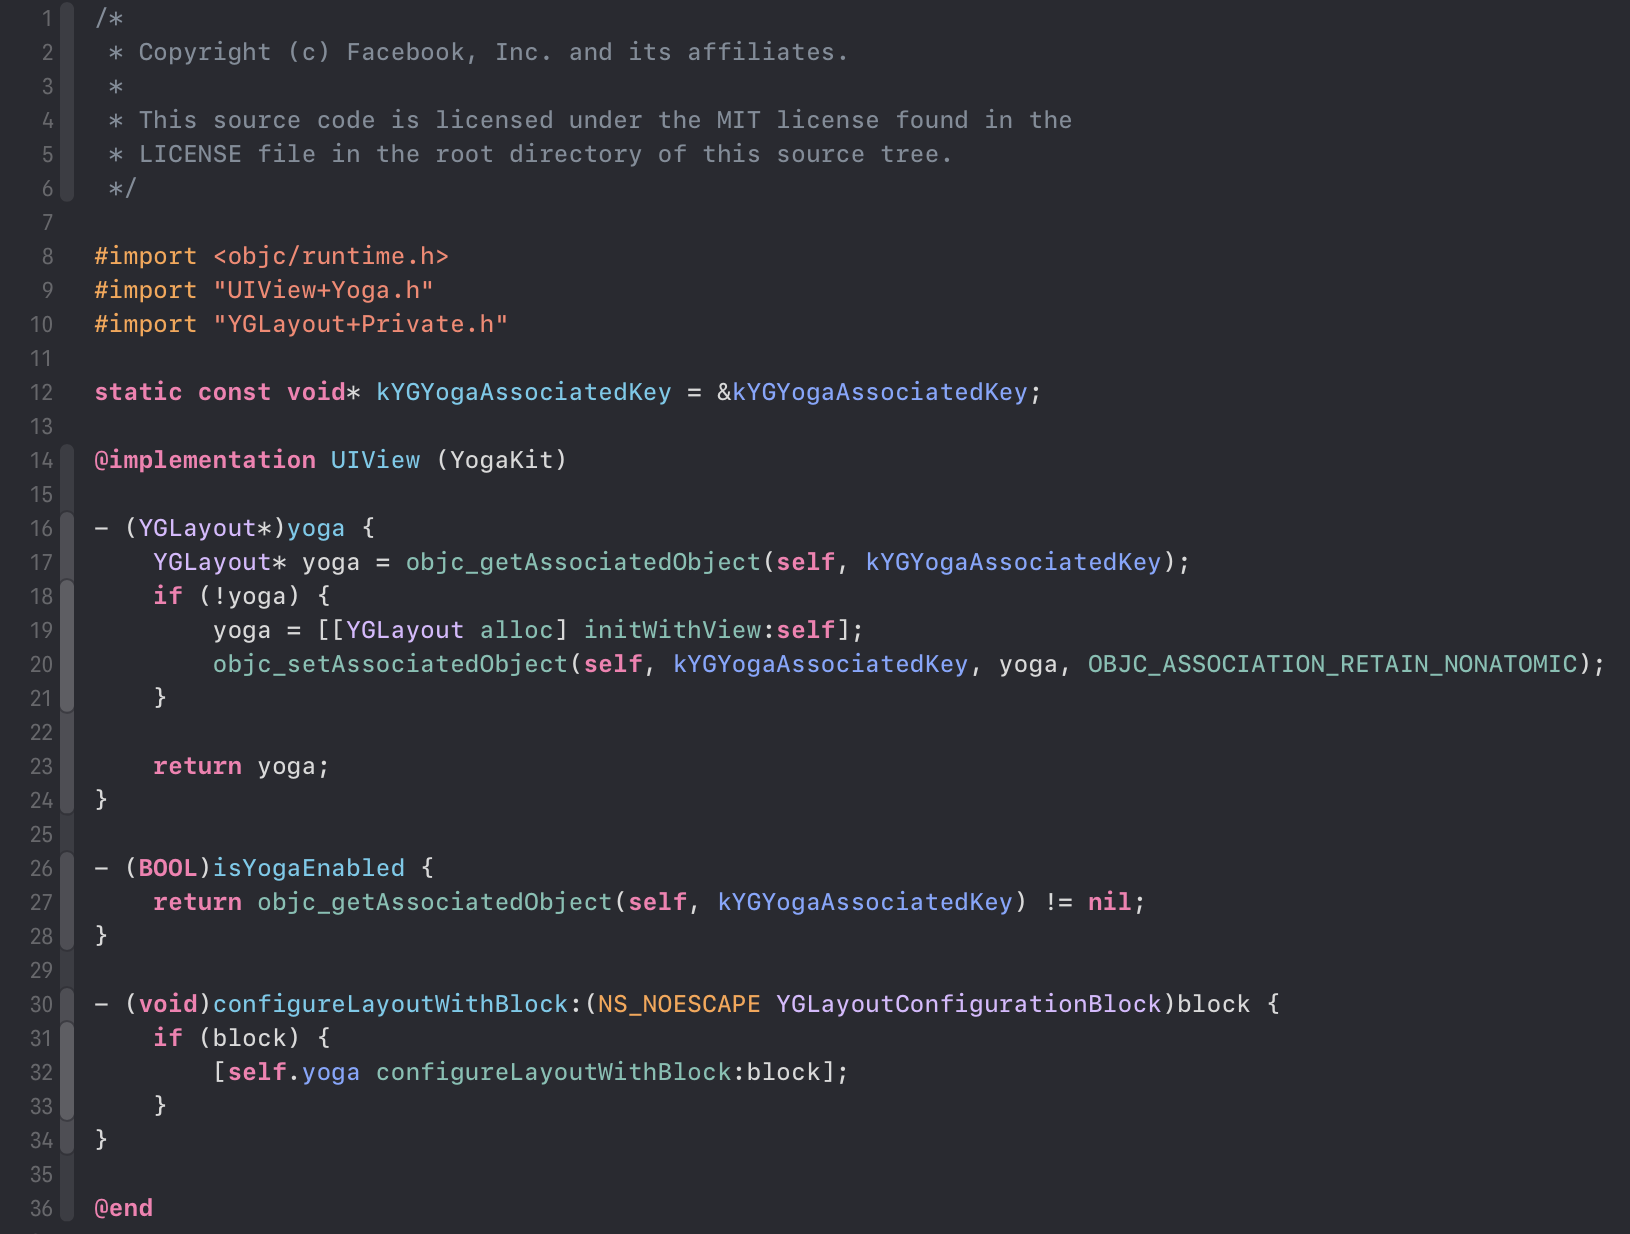 1 /*
2  * Copyright (c) Facebook, Inc. and its affiliates.
3  *
4  * This source code is licensed under the MIT license found in the
5  * LICENSE file in the root directory of this source tree.
6  */
7
8 #import <objc/runtime.h>
9 #import "UIView+Yoga.h"
10 #import "YGLayout+Private.h"
11
12 static const void* kYGYogaAssociatedKey = &kYGYogaAssociatedKey;
13
14 @implementation UIView (YogaKit)
15
16 - (YGLayout*)yoga {
17     YGLayout* yoga = objc_getAssociatedObject(self, kYGYogaAssociatedKey);
18     if (!yoga) {
19         yoga = [[YGLayout alloc] initWithView:self];
20         objc_setAssociatedObject(self, kYGYogaAssociatedKey, yoga, OBJC_ASSOCIATION_RETAIN_NONATOMIC);
21     }
22
23     return yoga;
24 }
25
26 - (BOOL)isYogaEnabled {
27     return objc_getAssociatedObject(self, kYGYogaAssociatedKey) != nil;
28 }
29
30 - (void)configureLayoutWithBlock:(NS_NOESCAPE YGLayoutConfigurationBlock)block {
31     if (block) {
32         [self.yoga configureLayoutWithBlock:block];
33     }
34 }
35
36 @end